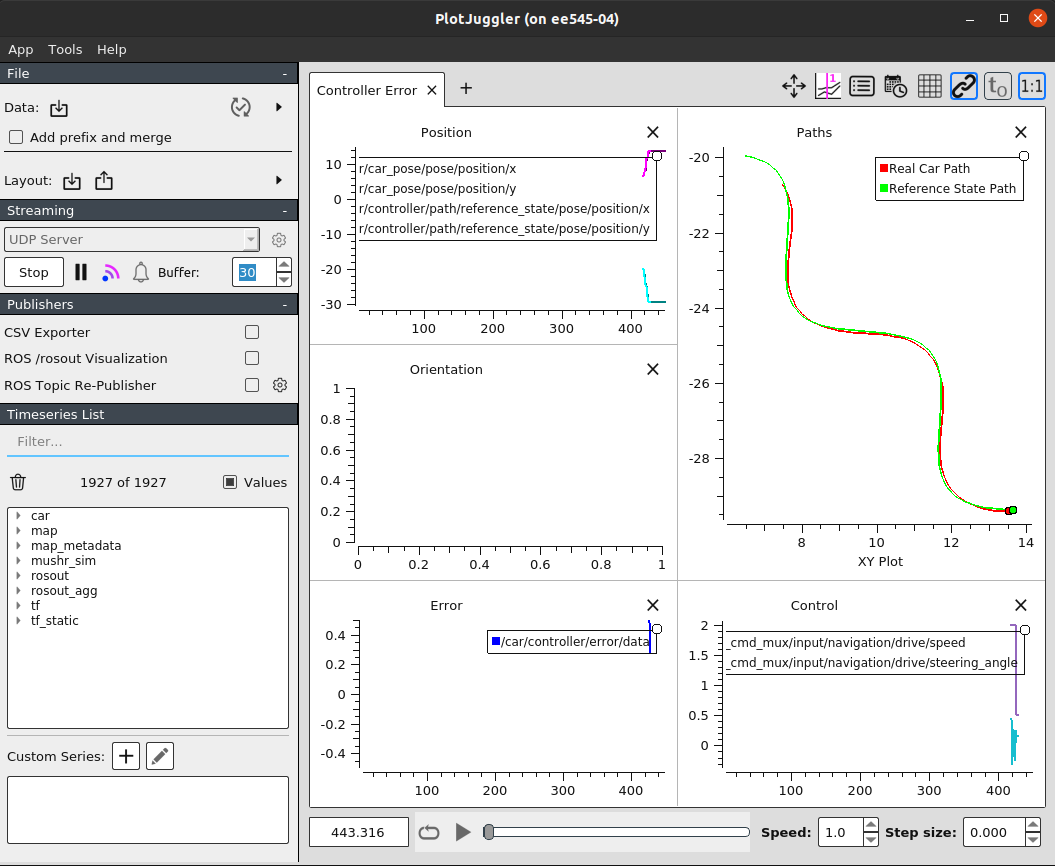 PlotJuggler (on ee545-04)
App Tools Help
File -
Data:
Add prefix and merge
Layout:
Streaming -
UDP Server
Stop Buffer: 30
Publishers -
CSV Exporter
ROS /rosout Visualization
ROS Topic Re-Publisher
Timeseries List
Filter...
1927 of 1927 Values
car
map
map_metadata
mushr_sim
rosout
rosout_agg
tf
tf_static
Custom Series:
Controller Error
1
t0
1:1
Position
10
0
-10
-20
-30
r/car_pose/pose/position/x
r/car_pose/pose/position/y
r/controller/path/reference_state/pose/position/x
r/controller/path/reference_state/pose/position/y
100 200 300 400
Orientation
1
0.8
0.6
0.4
0.2
0
0 0.2 0.4 0.6 0.8 1
Error
0.4
0.2
0
-0.2
-0.4
/car/controller/error/data
100 200 300 400
Paths
-20
-22
-24
-26
-28
Real Car Path
Reference State Path
8 10 12 14
XY Plot
Control
2
1.5
1
0.5
0
_cmd_mux/input/navigation/drive/speed
_cmd_mux/input/navigation/drive/steering_angle
100 200 300 400
443.316
Speed: 1.0 Step size: 0.000